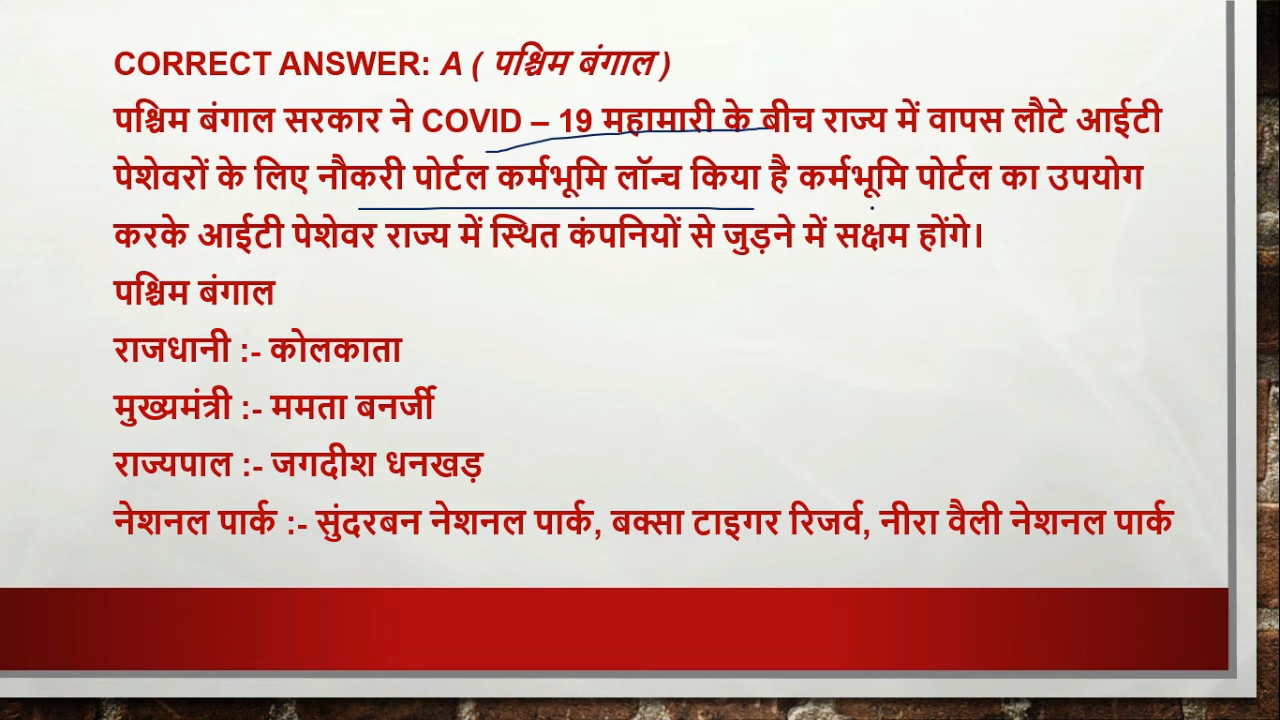 CORRECT ANSWER: A ( पश्चिम बंगाल )
पश्चिम बंगाल सरकार ने COVID – 19 महामारी के बीच राज्य में वापस लौटे आईटी
पेशेवरों के लिए नौकरी पोर्टल कर्मभूमि लॉन्च किया है कर्मभूमि पोर्टल का उपयोग
करके आईटी पेशेवर राज्य में स्थित कंपनियों से जुड़ने में सक्षम होंगे।
पश्चिम बंगाल
राजधानी :- कोलकाता
मुख्यमंत्री :- ममता बनर्जी
राज्यपाल :- जगदीश धनखड़
नेशनल पार्क :- सुंदरबन नेशनल पार्क, बक्सा टाइगर रिजर्व, नीरा वैली नेशनल पार्क